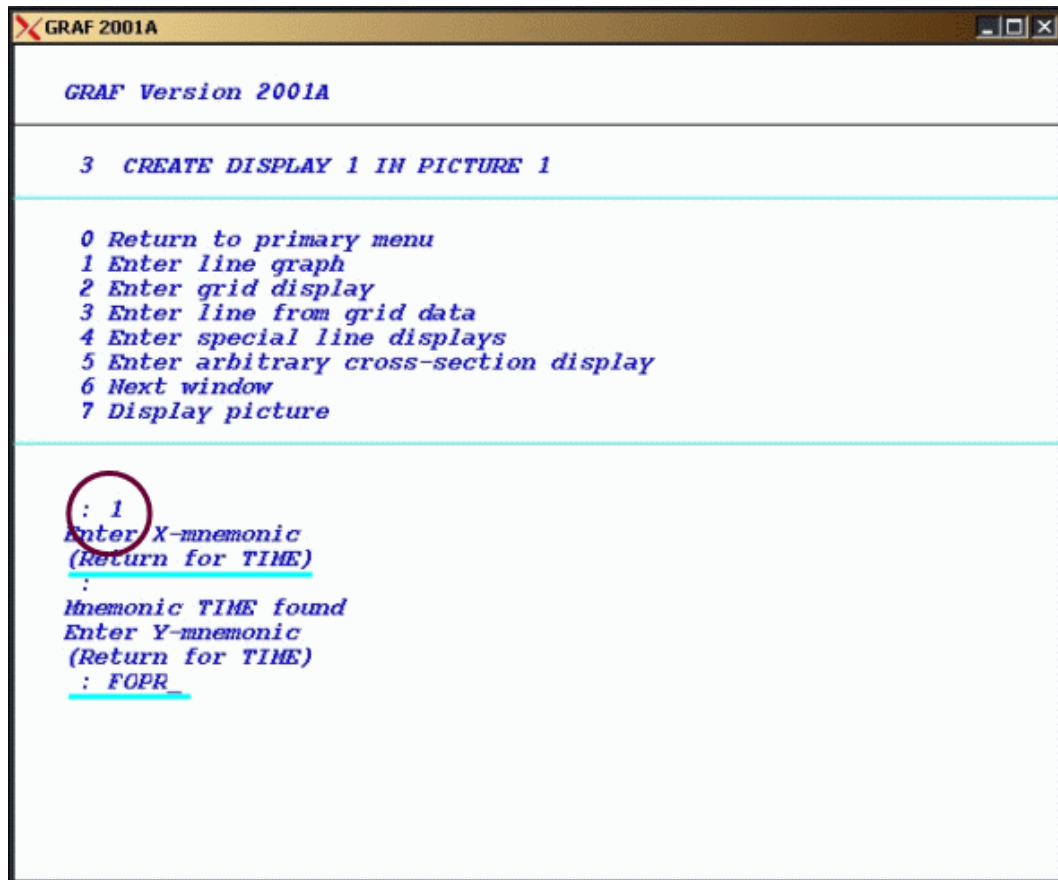 GRAF 2001A
GRAF Version 2001A
3 CREATE DISPLAY 1 IN PICTURE 1
0 Return to primary menu
1 Enter line graph
2 Enter grid display
3 Enter line from grid data
4 Enter special line displays
5 Enter arbitrary cross-section display
6 Next window
7 Display picture
: 1
Enter X-mnemonic
(Return for TIME)
:
Mnemonic TIME found
Enter Y-mnemonic
(Return for TIME)
: FOPR_